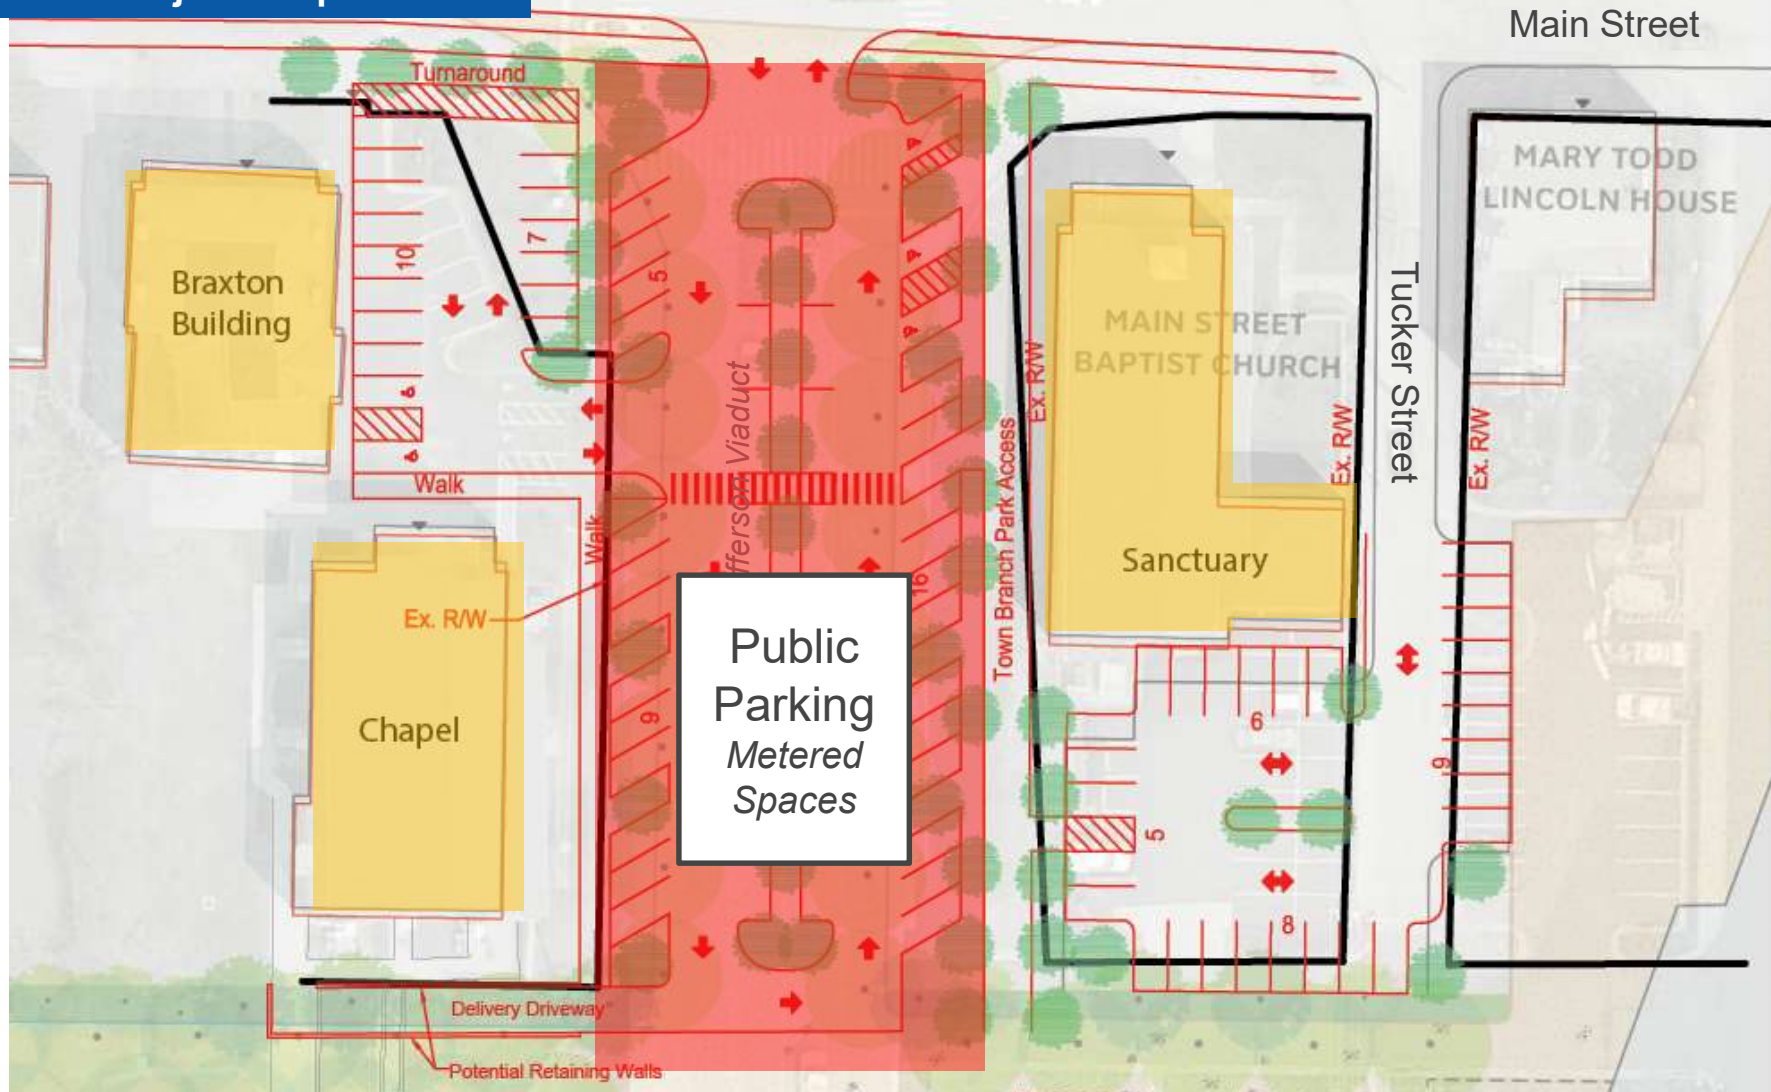 Main Street
Turnaround
MARY TODD
LINCOLN HOUSE
10
7
5
Braxton
Building
MAIN STREET
BAPTIST CHURCH
Tucker Street
Ex. R/W
Ex. R/W
Ex. R/W
Town Branch Park Access
Walk
Walk
Sanctuary
Ex. R/W
16
Public
Parking
Metered
Spaces
Chapel
9
6
9
5
8
Delivery Driveway
Potential Retaining Walls